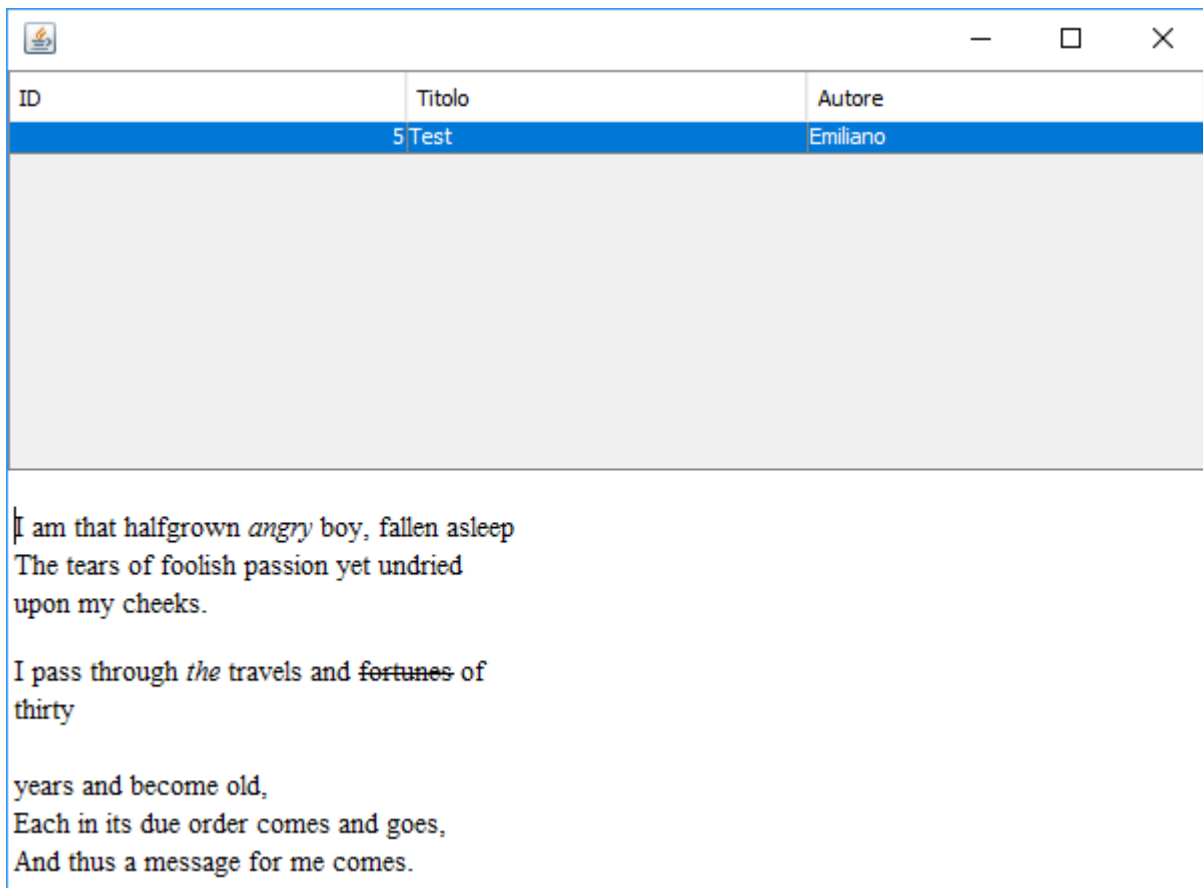 ID Titolo Autore
5 Test Emiliano
I am that halfgrown angry boy, fallen asleep
The tears of foolish passion yet undried
upon my cheeks.
I pass through the travels and fortunes of
thirty
years and become old,
Each in its due order comes and goes,
And thus a message for me comes.